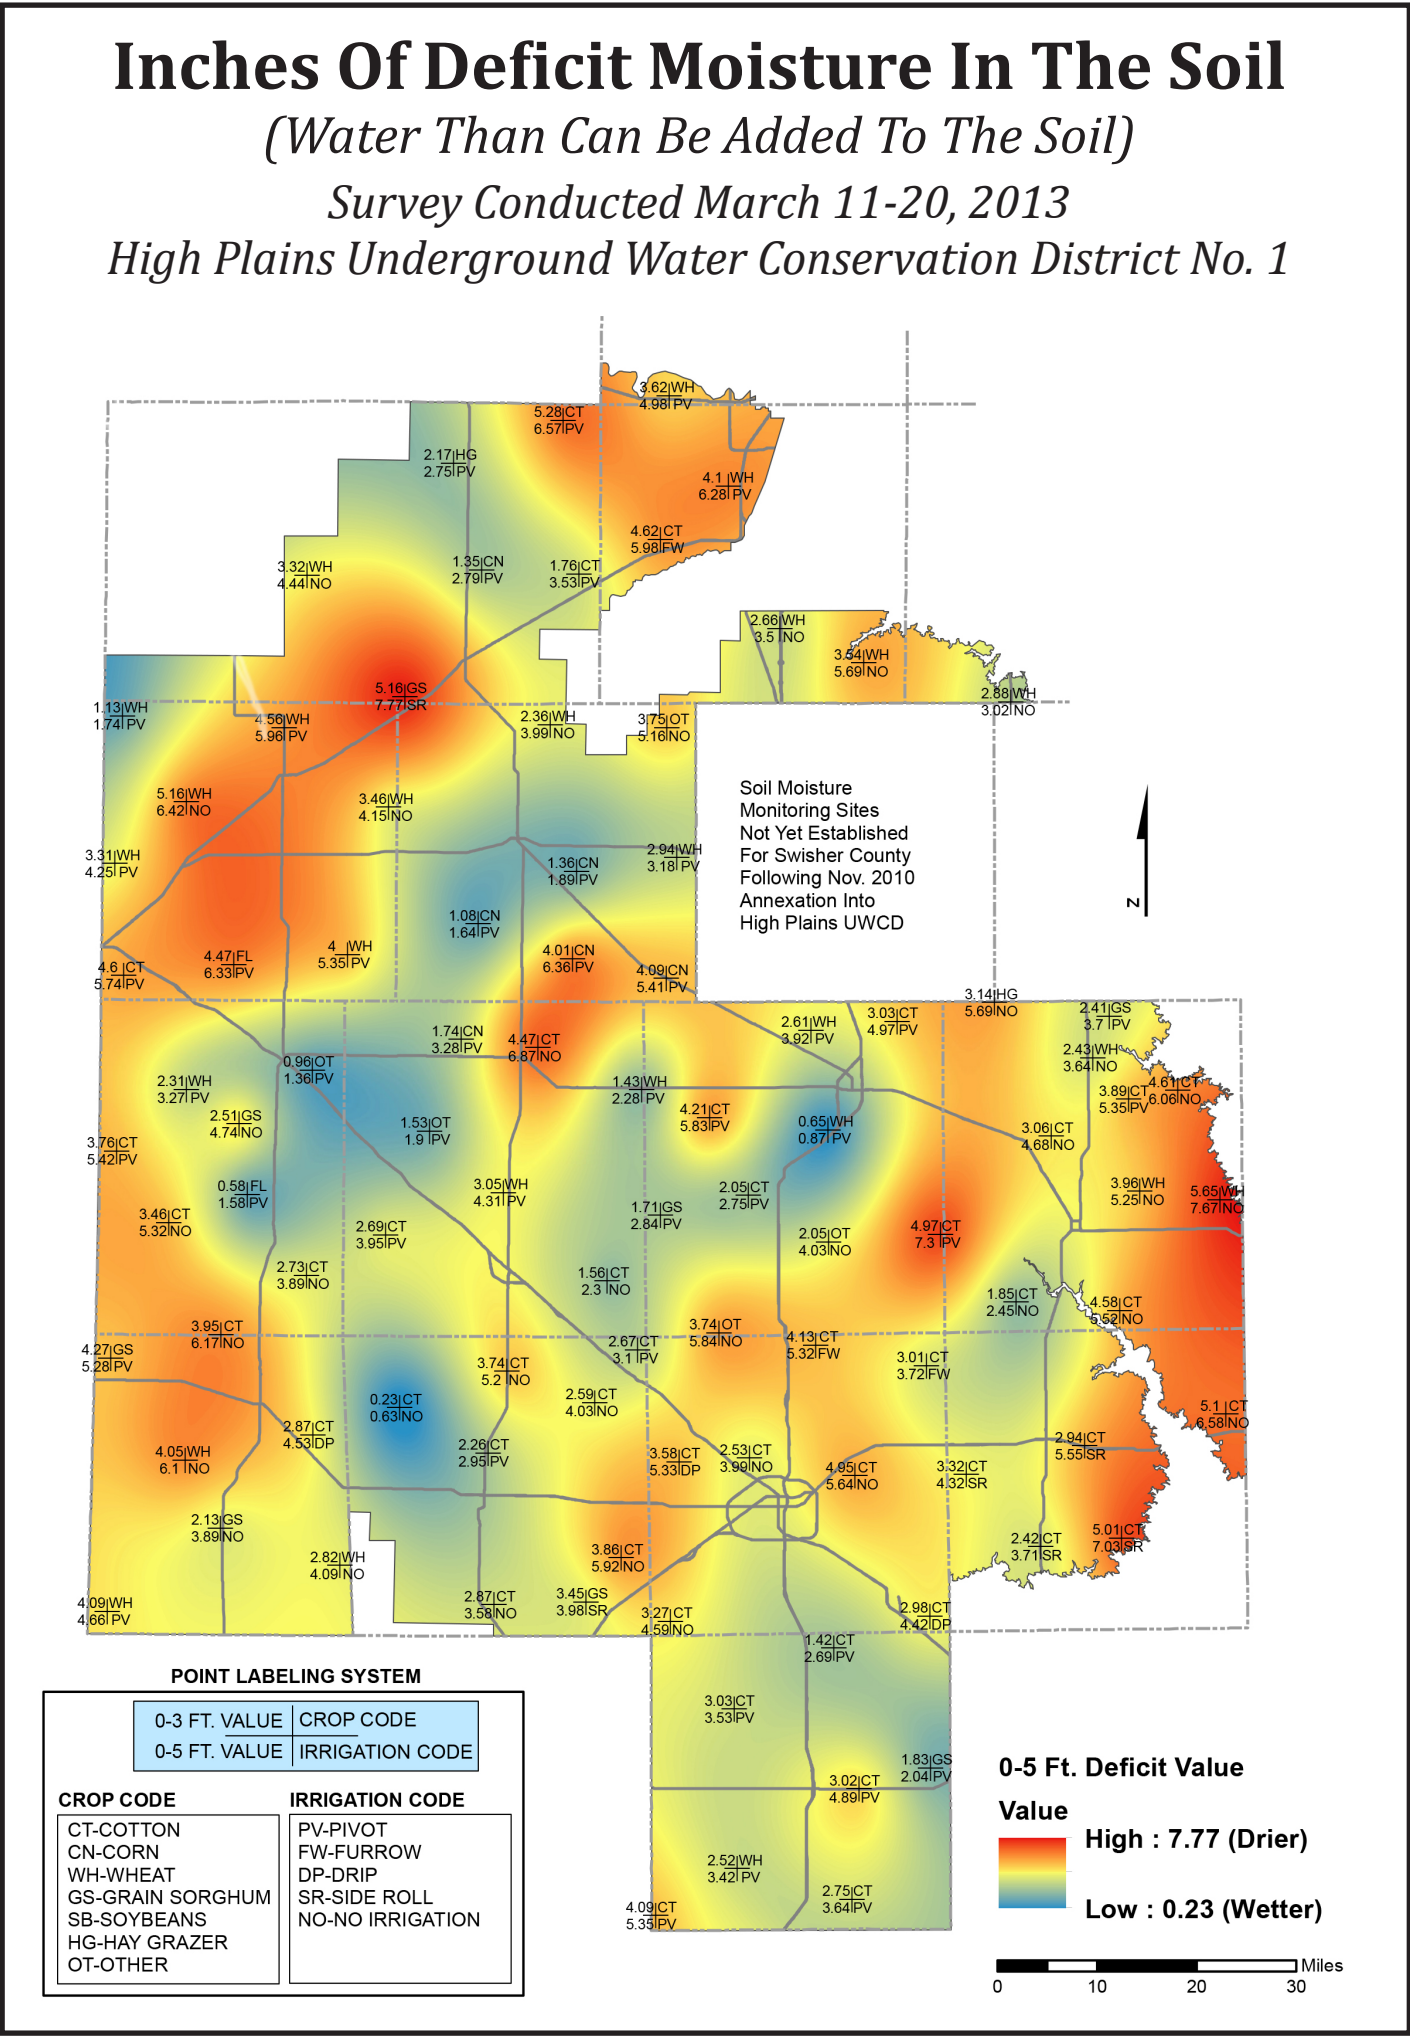 Inches Of Deficit Moisture In The Soil
(Water Than Can Be Added To The Soil)
Survey Conducted March 11-20, 2013
High Plains Underground Water Conservation District No. 1
3.62 WH
4.98 PV
5.28 CT
6.57 PV
2.17 HG
2.75 PV
4.1 WH
6.28 PV
4.62 CT
5.98 FW
3.32 WH
4.44 NO
1.35 CN
2.79 PV
1.76 CT
3.53 PV
2.66 WH
3.5 NO
3.54 WH
5.69 NO
2.88 WH
3.02 NO
5.16 GS
7.77 SR
1.13 WH
1.74 PV
4.56 WH
5.96 PV
2.36 WH
3.99 NO
3.75 OT
5.16 NO
5.16 WH
6.42 NO
3.46 WH
4.15 NO
Soil Moisture
Monitoring Sites
Not Yet Established
For Swisher County
Following Nov. 2010
Annexation Into
High Plains UWCD
N
3.31 WH
4.25 PV
1.36 CN
1.89 PV
2.94 WH
3.18 PV
1.08 CN
1.64 PV
4.6 CT
5.74 PV
4.47 FL
6.33 PV
4 WH
5.35 PV
4.01 CN
6.36 PV
4.09 CN
5.41 PV
3.14 HG
5.69 NO
2.61 WH
3.92 PV
3.03 CT
4.97 PV
2.41 GS
3.7 PV
1.74 CN
3.28 PV
4.47 CT
6.87 NO
2.43 WH
3.64 NO
0.96 OT
1.36 PV
2.31 WH
3.27 PV
1.43 WH
2.28 PV
3.89 CT
5.35 PV
4.61 CT
6.06 NO
2.51 GS
4.74 NO
1.53 OT
1.9 PV
4.21 CT
5.83 PV
0.65 WH
0.87 PV
3.06 CT
4.68 NO
3.76 CT
5.42 PV
0.58 FL
1.58 PV
3.05 WH
4.31 PV
2.05 CT
2.75 PV
3.96 WH
5.25 NO
5.65 WH
7.67 NO
3.46 CT
5.32 NO
2.69 CT
3.95 PV
1.71 GS
2.84 PV
2.05 OT
4.03 NO
4.97 CT
7.3 PV
2.73 CT
3.89 NO
1.56 CT
2.3 NO
1.85 CT
2.45 NO
4.58 CT
5.52 NO
3.95 CT
6.17 NO
3.74 OT
5.84 NO
4.13 CT
5.32 FW
4.27 GS
5.28 PV
2.67 CT
3.1 PV
3.01 CT
3.72 FW
3.74 CT
5.2 NO
0.23 CT
0.63 NO
2.59 CT
4.03 NO
5.1 CT
6.58 NO
2.87 CT
4.53 DP
2.26 CT
2.95 PV
2.94 CT
5.55 SR
4.05 WH
6.1 NO
3.58 CT
5.33 DP
2.53 CT
3.99 NO
4.95 CT
5.64 NO
3.32 CT
4.32 SR
2.13 GS
3.89 NO
2.42 CT
3.71 SR
5.01 CT
7.03 SR
2.82 WH
4.09 NO
3.86 CT
5.92 NO
4.09 WH
4.66 PV
2.87 CT
3.58 NO
3.45 GS
3.98 SR
3.27 CT
4.59 NO
2.98 CT
4.42 DP
1.42 CT
2.69 PV
3.03 CT
3.53 PV
1.83 GS
2.04 PV
3.02 CT
4.89 PV
2.52 WH
3.42 PV
2.75 CT
3.64 PV
4.09 CT
5.35 PV
POINT LABELING SYSTEM
0-3 FT. VALUE CROP CODE
0-5 FT. VALUE IRRIGATION CODE
CROP CODE
CT-COTTON
CN-CORN
WH-WHEAT
GS-GRAIN SORGHUM
SB-SOYBEANS
HG-HAY GRAZER
OT-OTHER
IRRIGATION CODE
PV-PIVOT
FW-FURROW
DP-DRIP
SR-SIDE ROLL
NO-NO IRRIGATION
0-5 Ft. Deficit Value
Value
High : 7.77 (Drier)
Low : 0.23 (Wetter)
Miles
0 10 20 30